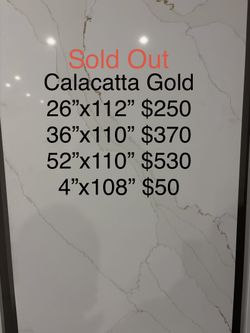 Sold Out
Calacatta Gold
26”x112” $250
36”x110” $370
52”x110” $530
4”x108” $50